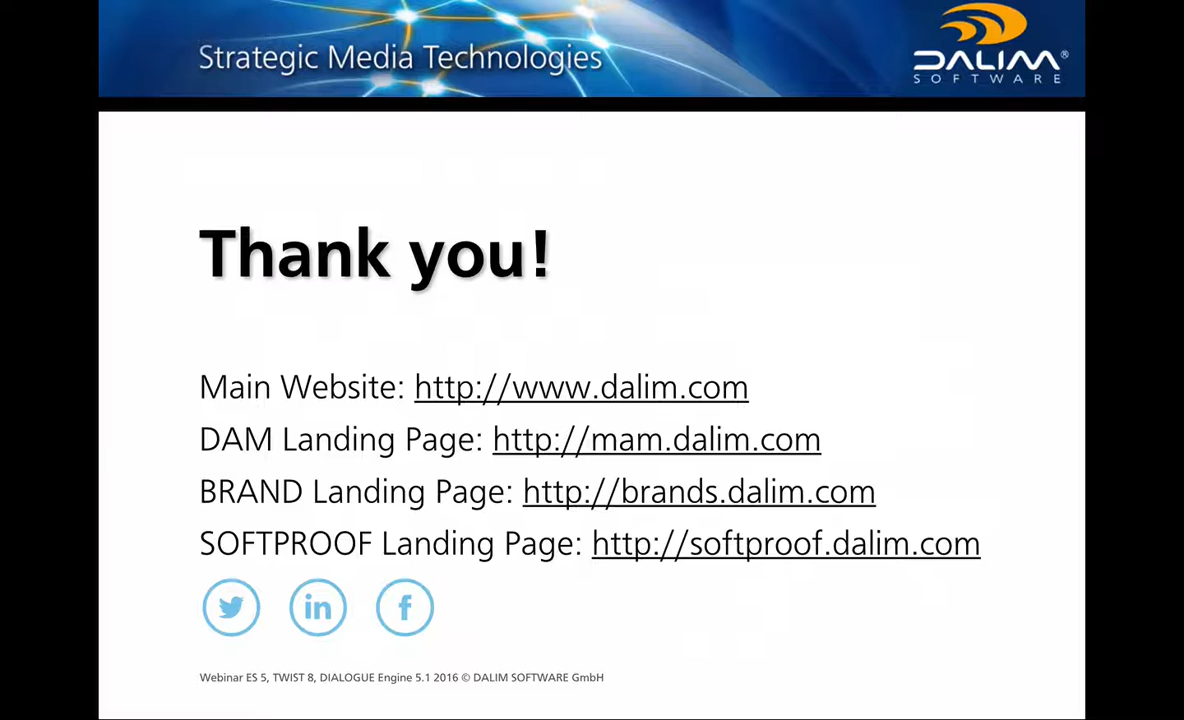 Strategic Media Technologies
DALIM®
SOFTWARE
Thank you!
Main Website: http://www.dalim.com
DAM Landing Page: http://mam.dalim.com
BRAND Landing Page: http://brands.dalim.com
SOFTPROOF Landing Page: http://softproof.dalim.com
in f
Webinar ES 5, TWIST 8, DIALOGUE Engine 5.1 2016 © DALIM SOFTWARE GmbH